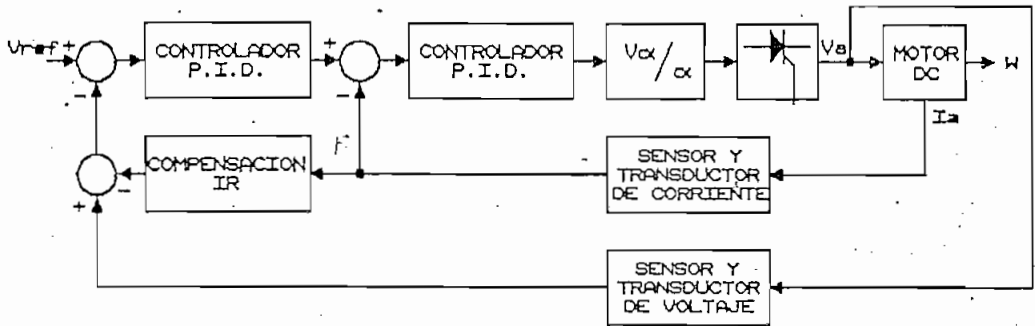 Vref
+
-
CONTROLADOR
P.I.D.
+
-
CONTROLADOR
P.I.D.
Vα/α
Va
MOTOR
DC
W
Ia
COMPENSACION
IR
-
+
SENSOR Y
TRANSDUCTOR
DE CORRIENTE
SENSOR Y
TRANSDUCTOR
DE VOLTAJE